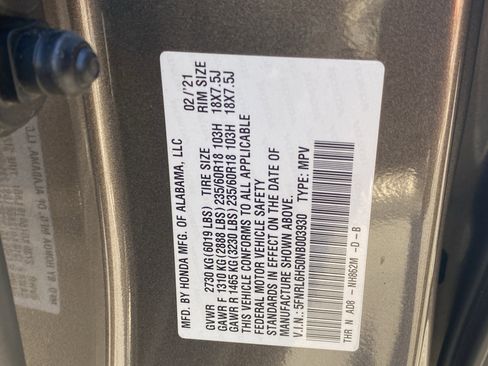 MFD. BY HONDA MFG. OF ALABAMA, LLC 02/'21
GVWR 2730 KG(6019 LBS) TIRE SIZE RIM SIZE
GAWR F 1310 KG(2888 LBS) 235/60R18 103H 18X7.5J
GAWR R 1465 KG(3230 LBS) 235/60R18 103H 18X7.5J
THIS VEHICLE CONFORMS TO ALL APPLICABLE
FEDERAL MOTOR VEHICLE SAFETY
STANDARDS IN EFFECT ON THE DATE OF
MANUFACTURE SHOWN ABOVE.
V.I.N.: 5FNRL6H50NB003930 TYPE: MPV
THR N AD8 - NH862M -D-B